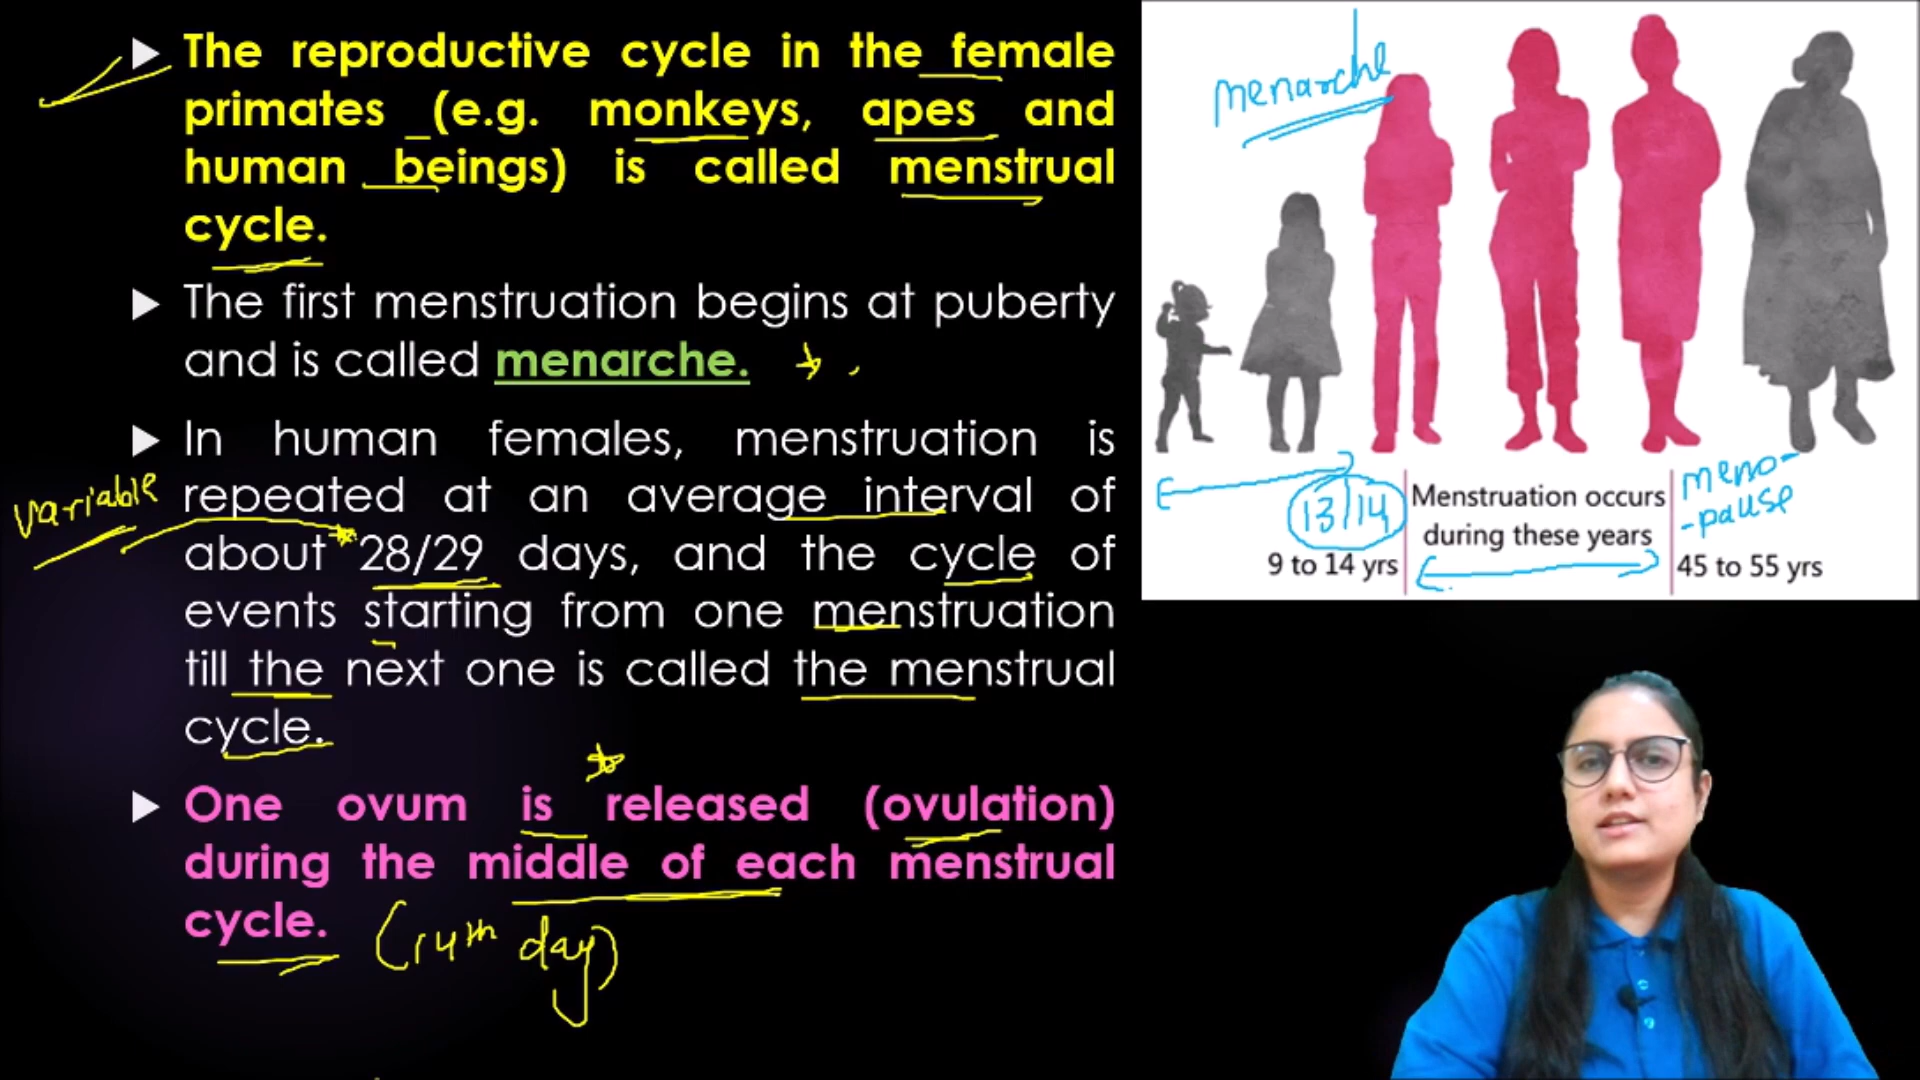 The reproductive cycle in the female
primates (e.g. monkeys, apes and
human beings) is called menstrual
cycle.
The first menstruation begins at puberty
and is called menarche.
In human females, menstruation is
variable
repeated at an average interval of
about 28/29 days, and the cycle of
events starting from one menstruation
till the next one is called the menstrual
cycle.
One ovum is released (ovulation)
during the middle of each menstrual
cycle. (14th day)
menarche
13/14
9 to 14 yrs
Menstruation occurs
during these years
meno-
-pause
45 to 55 yrs